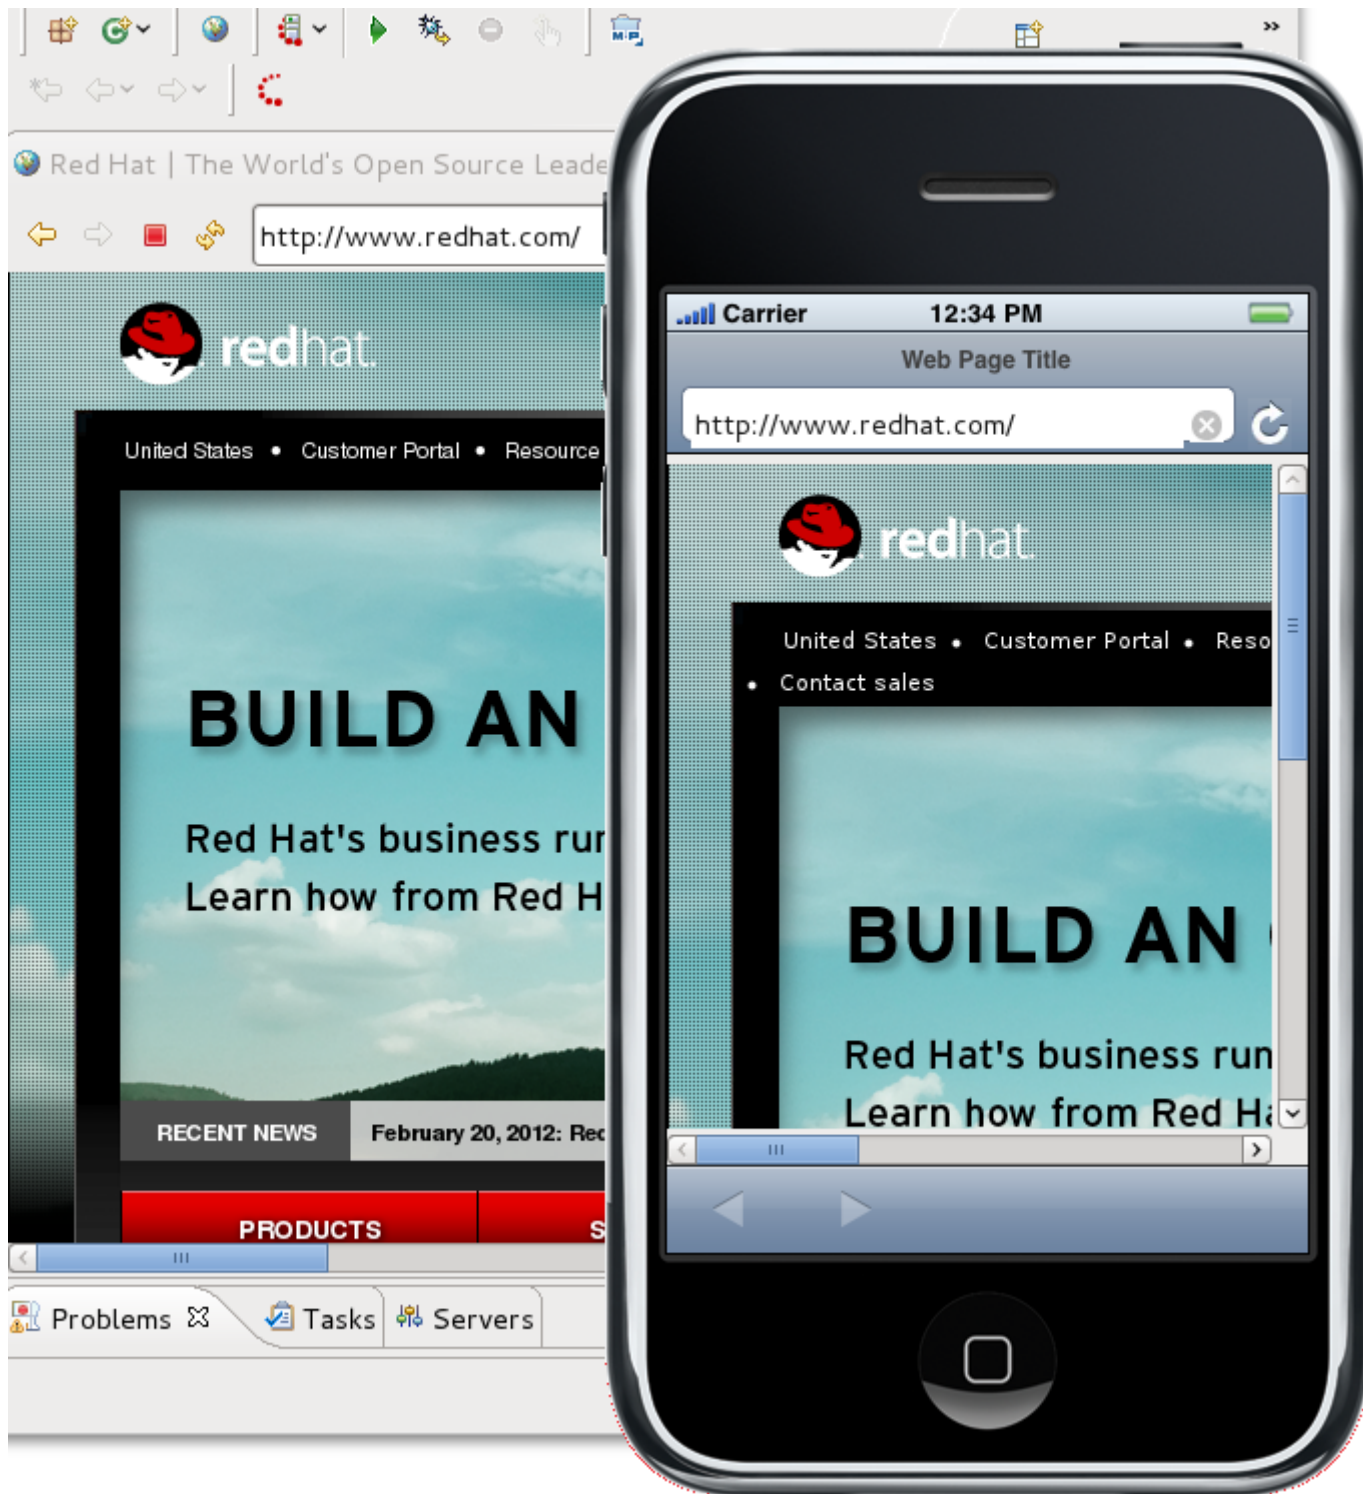 Red Hat | The World's Open Source Leade
http://www.redhat.com/
redhat.
United States • Customer Portal • Resource
BUILD AN
Red Hat's business run
Learn how from Red H
RECENT NEWS February 20, 2012: Red
PRODUCTS S
Problems Tasks Servers
Carrier 12:34 PM
Web Page Title
http://www.redhat.com/
redhat.
United States • Customer Portal • Reso
• Contact sales
BUILD AN
Red Hat's business run
Learn how from Red Ha